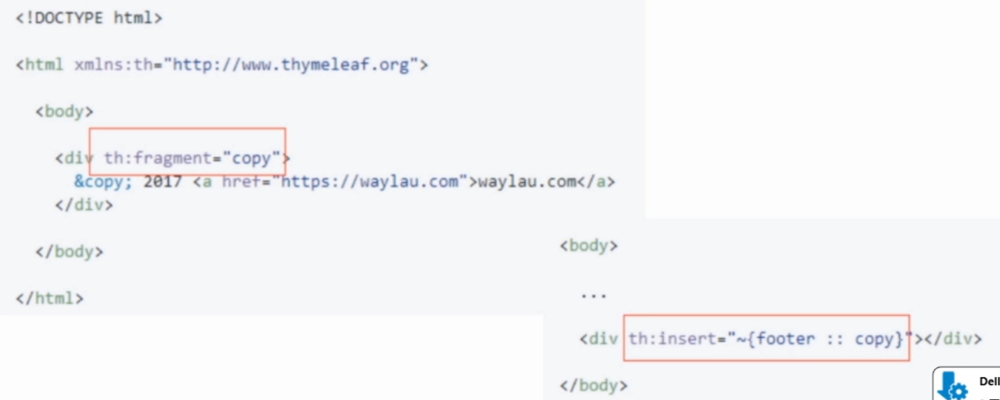 <!DOCTYPE html>
<html xmlns:th="http://www.thymeleaf.org">
<body>
<div th:fragment="copy">
&copy; 2017 <a href="https://waylau.com">waylau.com</a>
</div>
</body>
</html>
<body>
...
<div th:insert="~{footer :: copy}"></div>
</body>
Dell